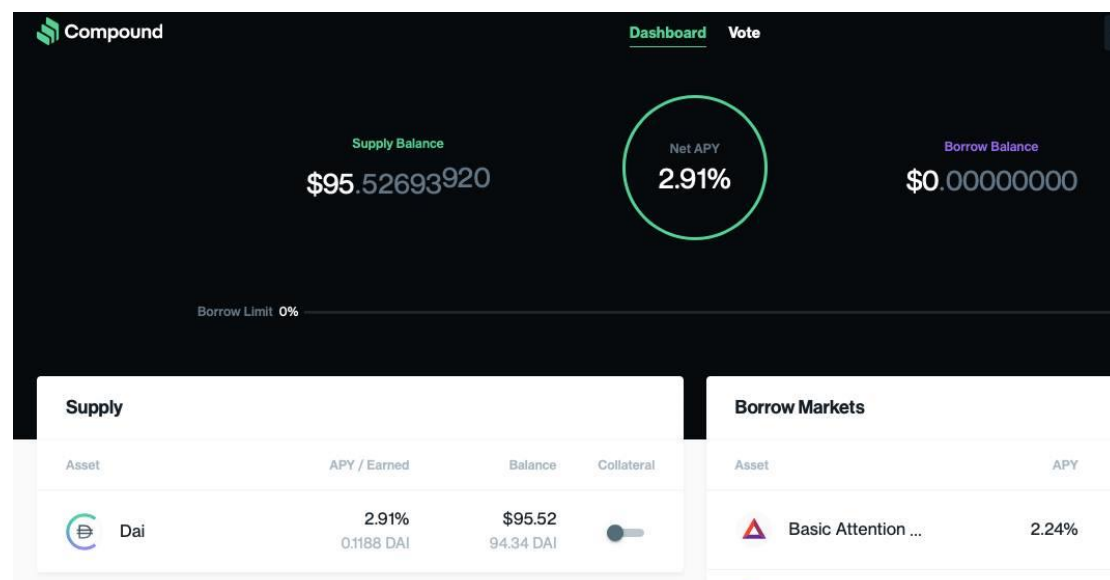 Compound
Dashboard Vote
Supply Balance
$95.52693920
Net APY
2.91%
Borrow Balance
$0.00000000
Borrow Limit 0%
Supply
Asset APY / Earned Balance Collateral
Dai 2.91% $95.52
0.1188 DAI 94.34 DAI
Borrow Markets
Asset APY
Basic Attention ... 2.24%